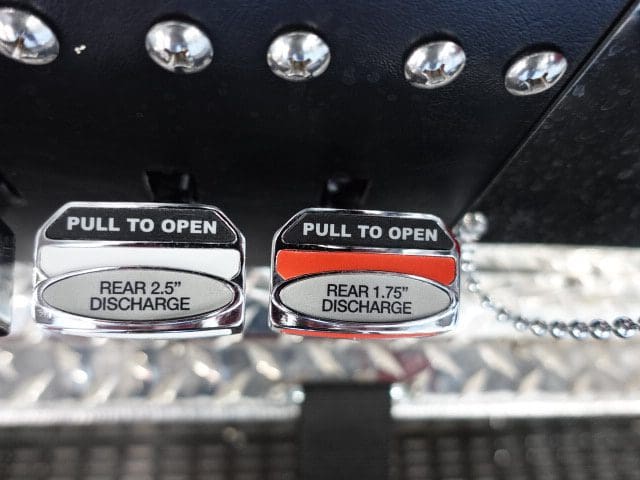 PULL TO OPEN
REAR 2.5”
DISCHARGE
PULL TO OPEN
REAR 1.75”
DISCHARGE